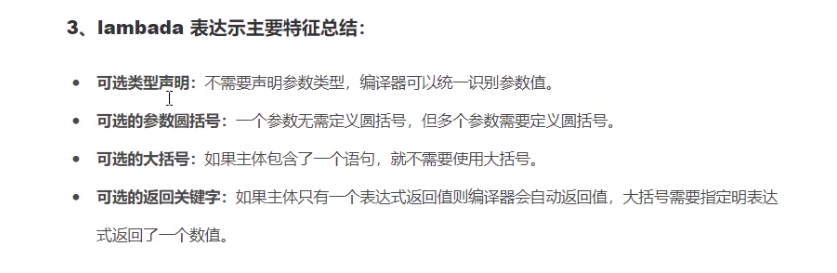 3、lambada 表达示主要特征总结：
可选类型声明：不需要声明参数类型，编译器可以统一识别参数值。
可选的参数圆括号：一个参数无需定义圆括号，但多个参数需要定义圆括号。
可选的大括号：如果主体包含了一个语句，就不需要使用大括号。
可选的返回关键字：如果主体只有一个表达式返回值则编译器会自动返回值，大括号需要指定明表达
式返回了一个数值。